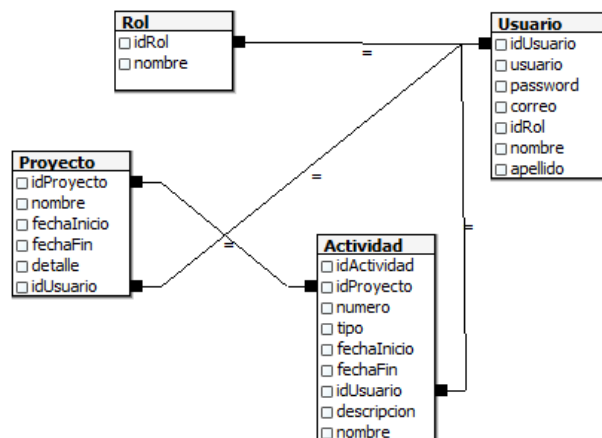 Rol
idRol
nombre
Usuario
idUsuario
usuario
password
correo
idRol
nombre
apellido
=
=
=
=
Proyecto
idProyecto
nombre
fechaInicio
fechaFin
detalle
idUsuario
Actividad
idActividad
idProyecto
numero
tipo
fechaInicio
fechaFin
idUsuario
descripcion
nombre